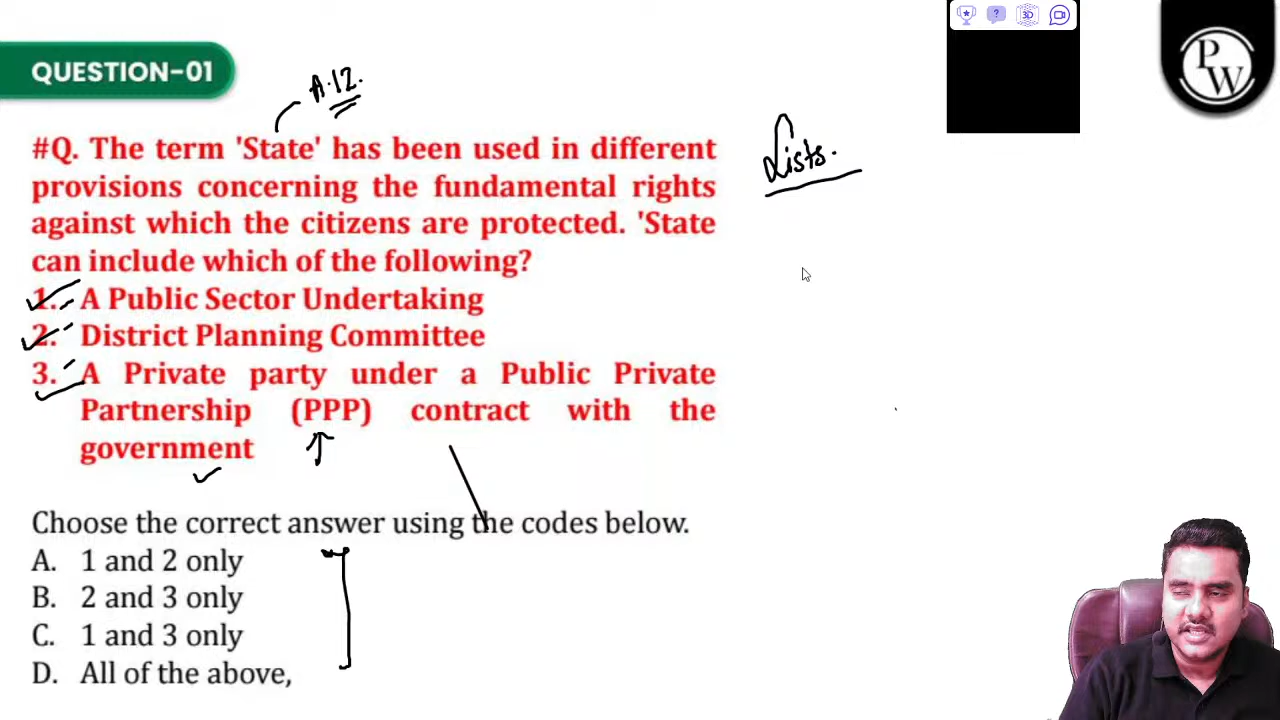 QUESTION-01
A.12.
#Q. The term 'State' has been used in different
provisions concerning the fundamental rights
against which the citizens are protected. 'State
can include which of the following?
1. A Public Sector Undertaking
2. District Planning Committee
3. A Private party under a Public Private
Partnership (PPP) contract with the
government
Choose the correct answer using the codes below.
A. 1 and 2 only
B. 2 and 3 only
C. 1 and 3 only
D. All of the above,
Lists.
?
3D
P
W